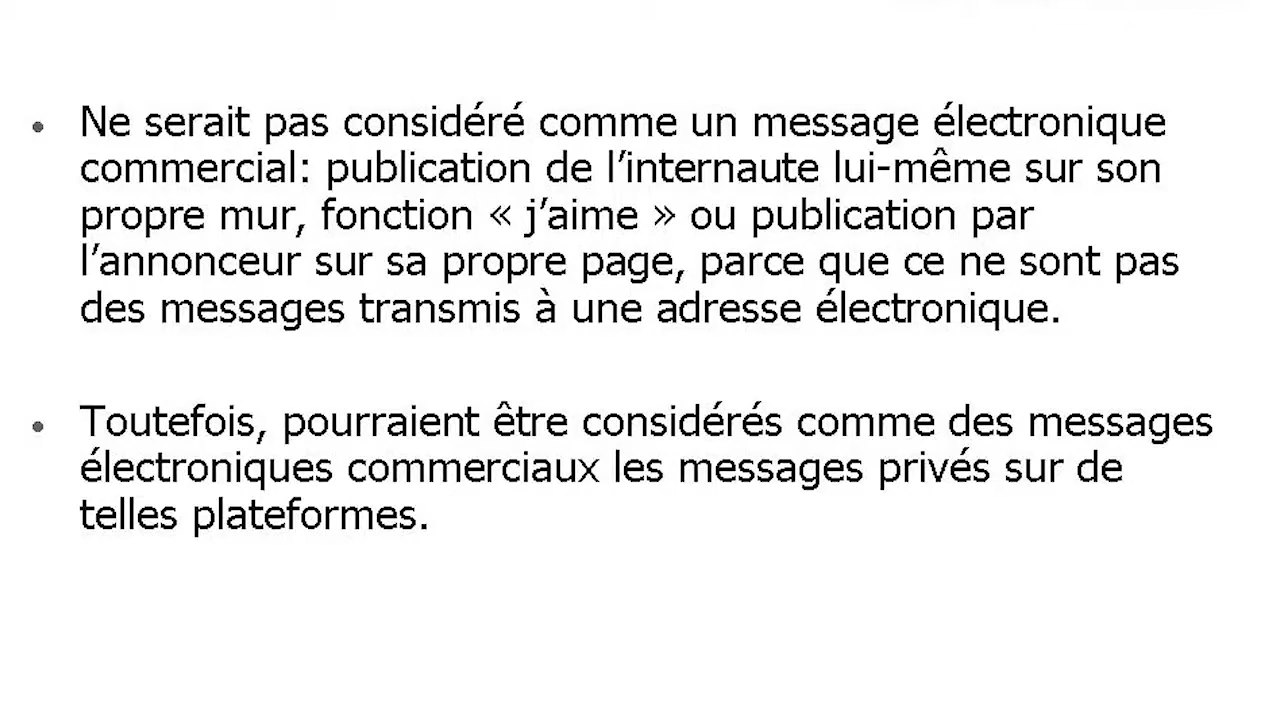 • Ne serait pas considéré comme un message électronique
commercial: publication de l’internaute lui-même sur son
propre mur, fonction « j’aime » ou publication par
l’annonceur sur sa propre page, parce que ce ne sont pas
des messages transmis à une adresse électronique.
• Toutefois, pourraient être considérés comme des messages
électroniques commerciaux les messages privés sur de
telles plateformes.